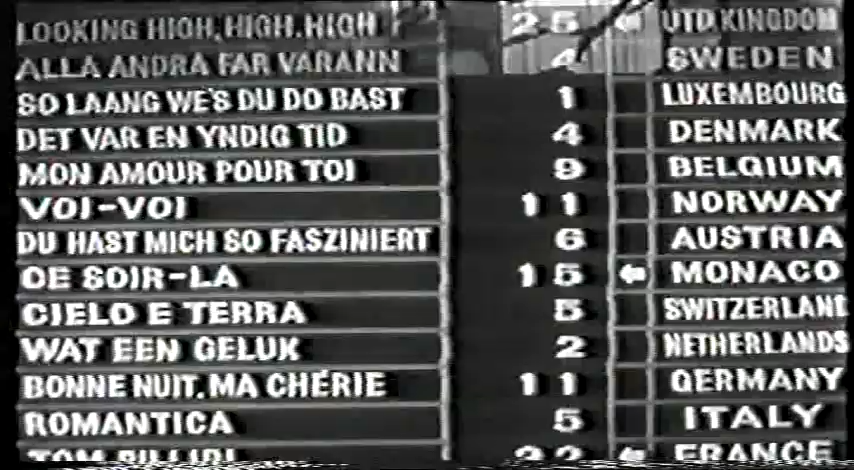 LOOKING HIGH, HIGH. HIGH 25 UTD. KINGDOM
ALLA ANDRA FAR VARANN 4 SWEDEN
SO LAANG WE'S DU DO BAST 1 LUXEMBOURG
DET VAR EN YNDIG TID 4 DENMARK
MON AMOUR POUR TOI 9 BELGIUM
VOI-VOI 11 NORWAY
DU HAST MICH SO FASZINIERT 6 AUSTRIA
CE SOIR-LA 15 MONACO
CIELO E TERRA 5 SWITZERLAND
WAT EEN GELUK 2 NETHERLANDS
BONNE NUIT, MA CHÉRIE 11 GERMANY
ROMANTICA 5 ITALY
TOM PILLIBI 32 FRANCE